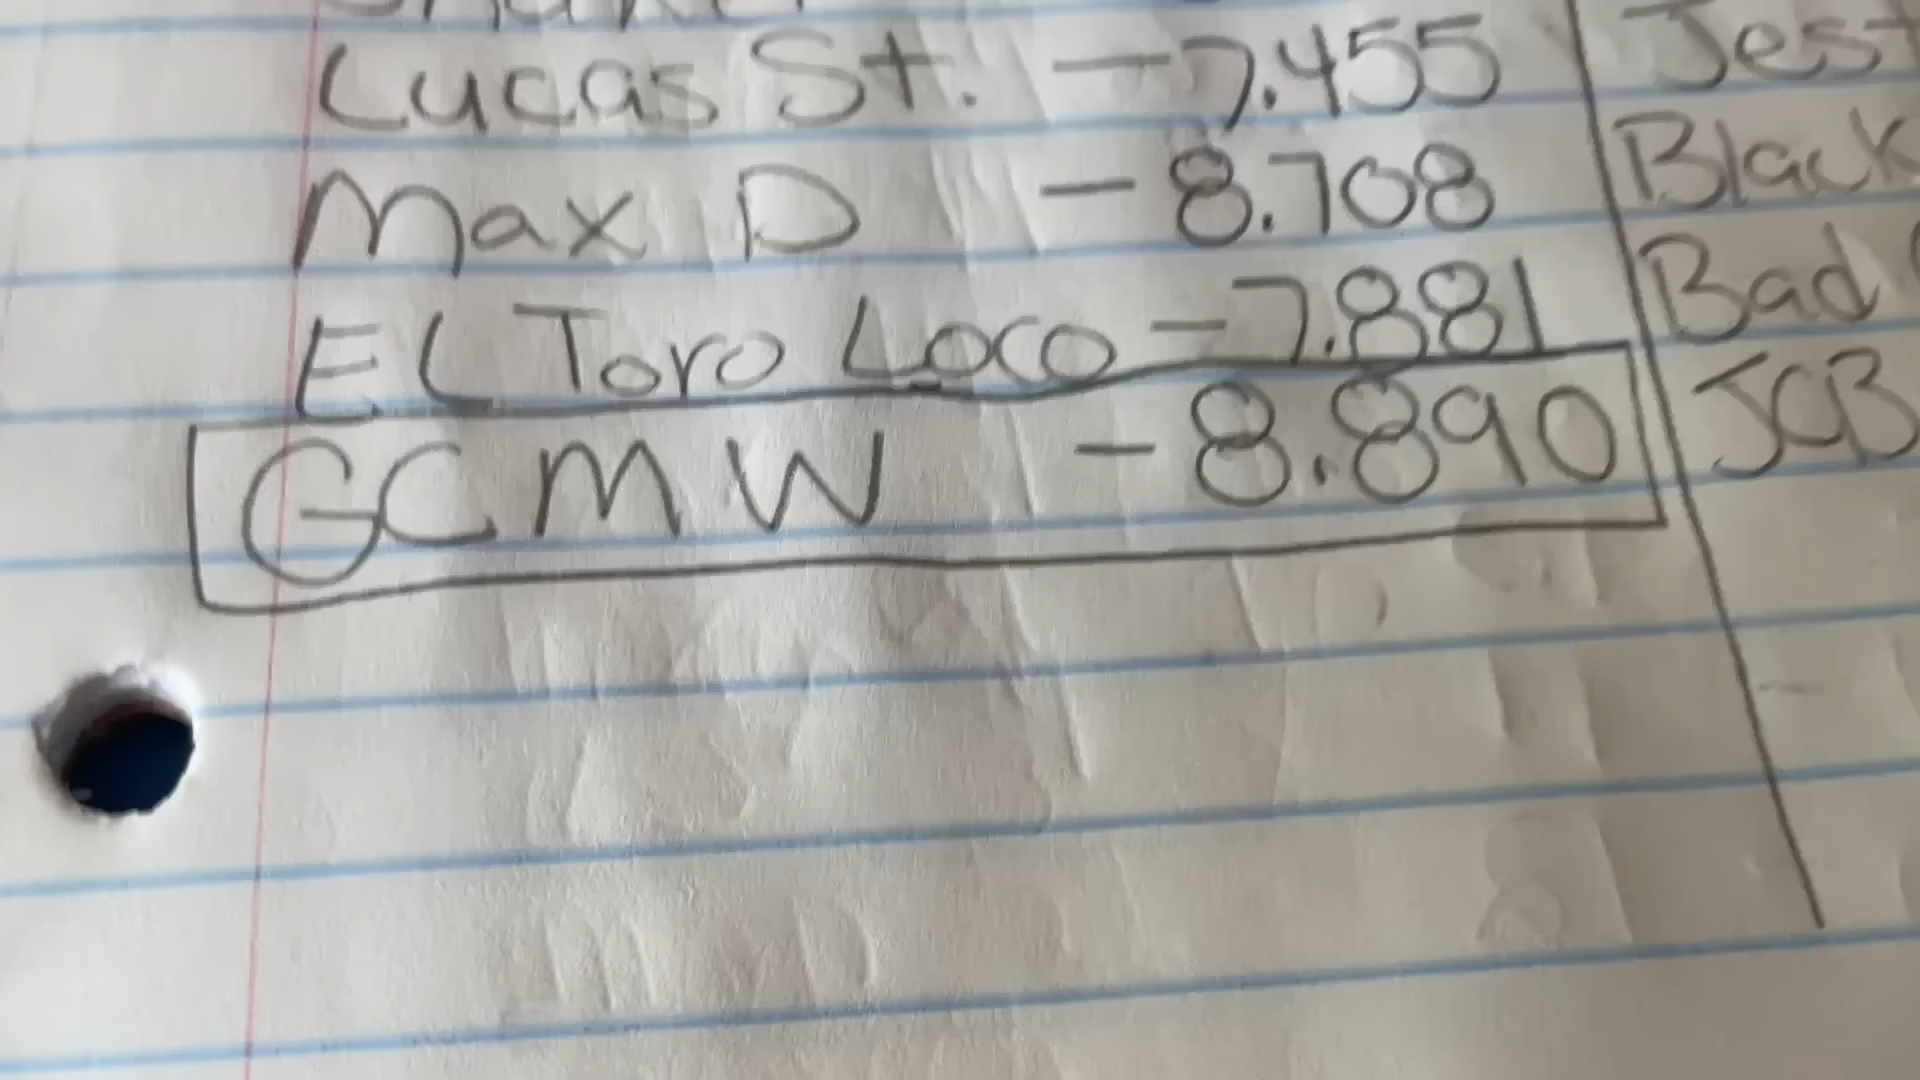 Lucas St. - 7.455
Max D - 8.708
EL Toro Loco - 7.881
GCMW - 8.890
Black
Bad
JCB